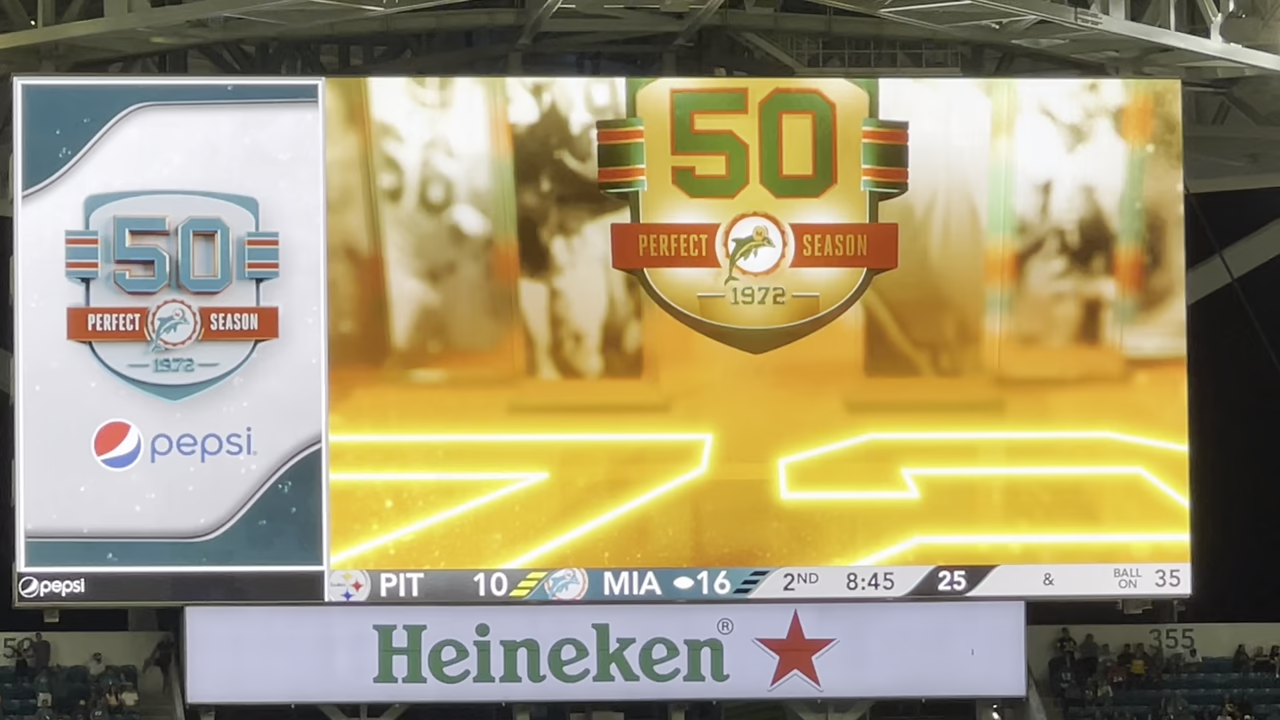 50
PERFECT SEASON
1972
pepsi
pepsi
50
PERFECT SEASON
1972
72
PIT 10 MIA 16 2ND 8:45 25 & BALL ON 35
Heineken®
355